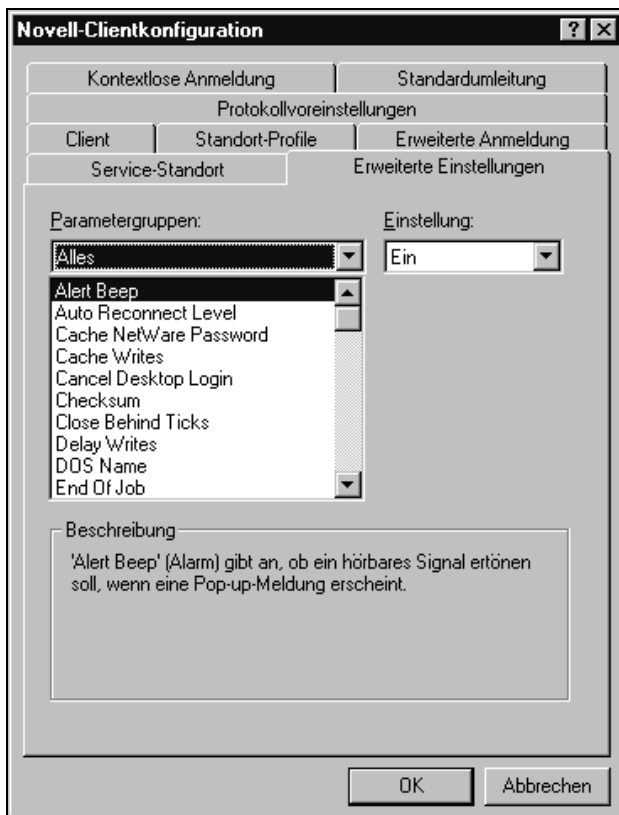 Novell-Clientkonfiguration
Kontextlose Anmeldung
Standardumleitung
Protokollvoreinstellungen
Client
Standort-Profile
Erweiterte Anmeldung
Service-Standort
Erweiterte Einstellungen
Parametergruppen:
Einstellung:
Alles
Ein
Alert Beep
Auto Reconnect Level
Cache NetWare Password
Cache Writes
Cancel Desktop Login
Checksum
Close Behind Ticks
Delay Writes
DOS Name
End Of Job
Beschreibung
'Alert Beep' (Alarm) gibt an, ob ein hörbares Signal ertönen
soll, wenn eine Pop-up-Meldung erscheint.
OK
Abbrechen